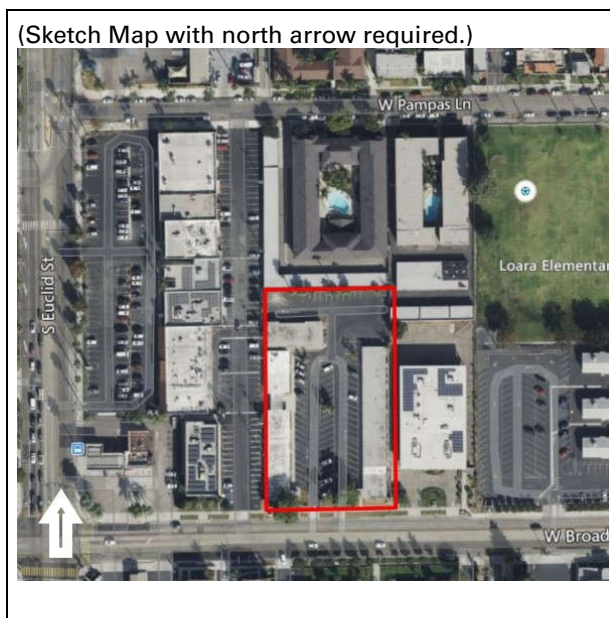 (Sketch Map with north arrow required.)
W Pampas Ln
Loara Elementar
S Euclid St
W Broad